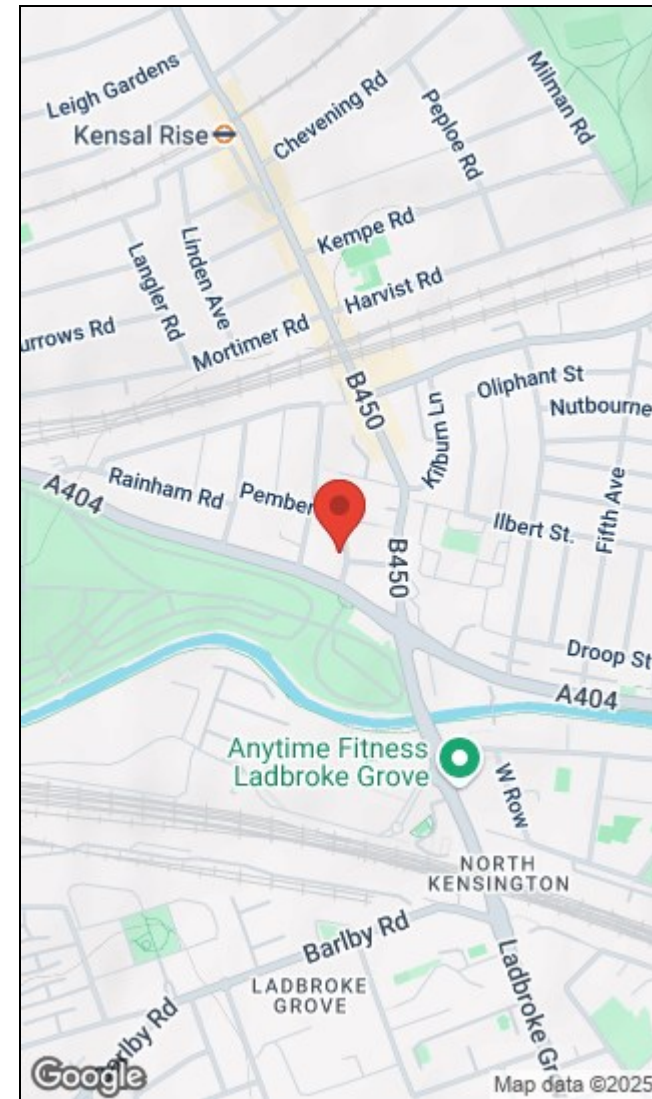 Leigh Gardens
Milman Rd
Chevening Rd
Peploe Rd
Kensal Rise
Kempe Rd
Linden Ave
Langler Rd
Harvist Rd
urrows Rd
Mortimer Rd
B450
Oliphant St
Nutbourne
Kilburn Ln
Rainham Rd
Pember
A404
Fifth Ave
Ilbert St.
B450
Droop St
A404
Anytime Fitness
Ladbroke Grove
W Row
NORTH
KENSINGTON
Barlby Rd
LADBROKE
GROVE
Ladbroke Gr
arlby Rd
Google
Map data ©2025